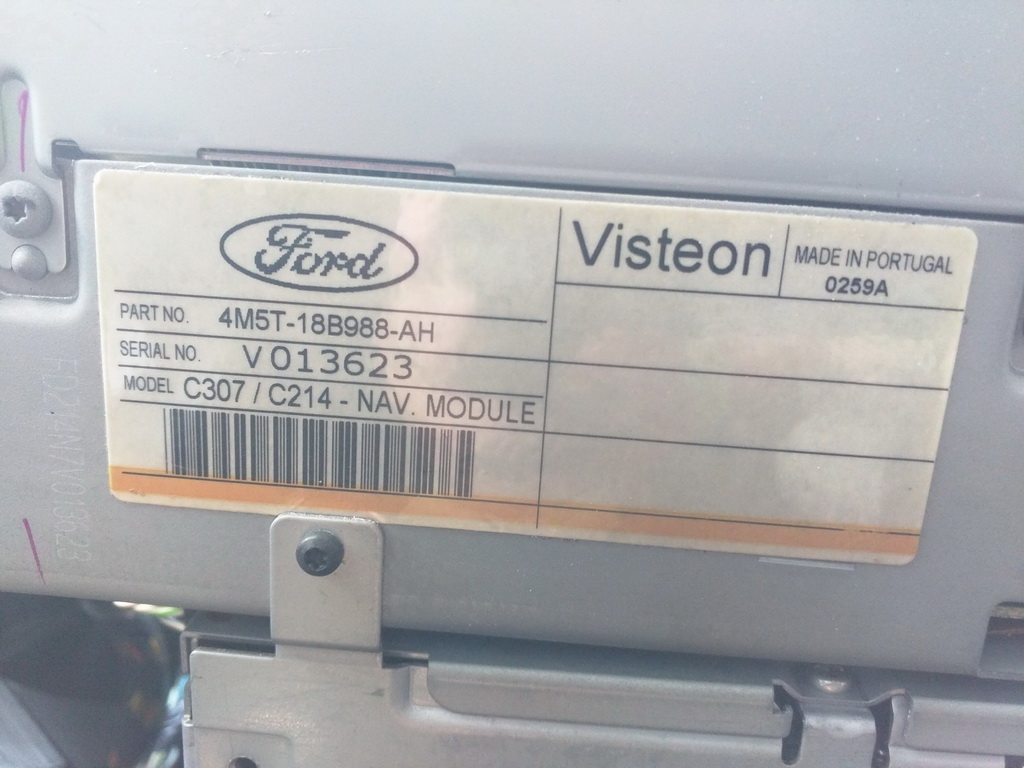 Ford
PART NO. 4M5T-18B988-AH
SERIAL NO. V013623
MODEL C307 / C214 - NAV. MODULE
Visteon
MADE IN PORTUGAL
0259A